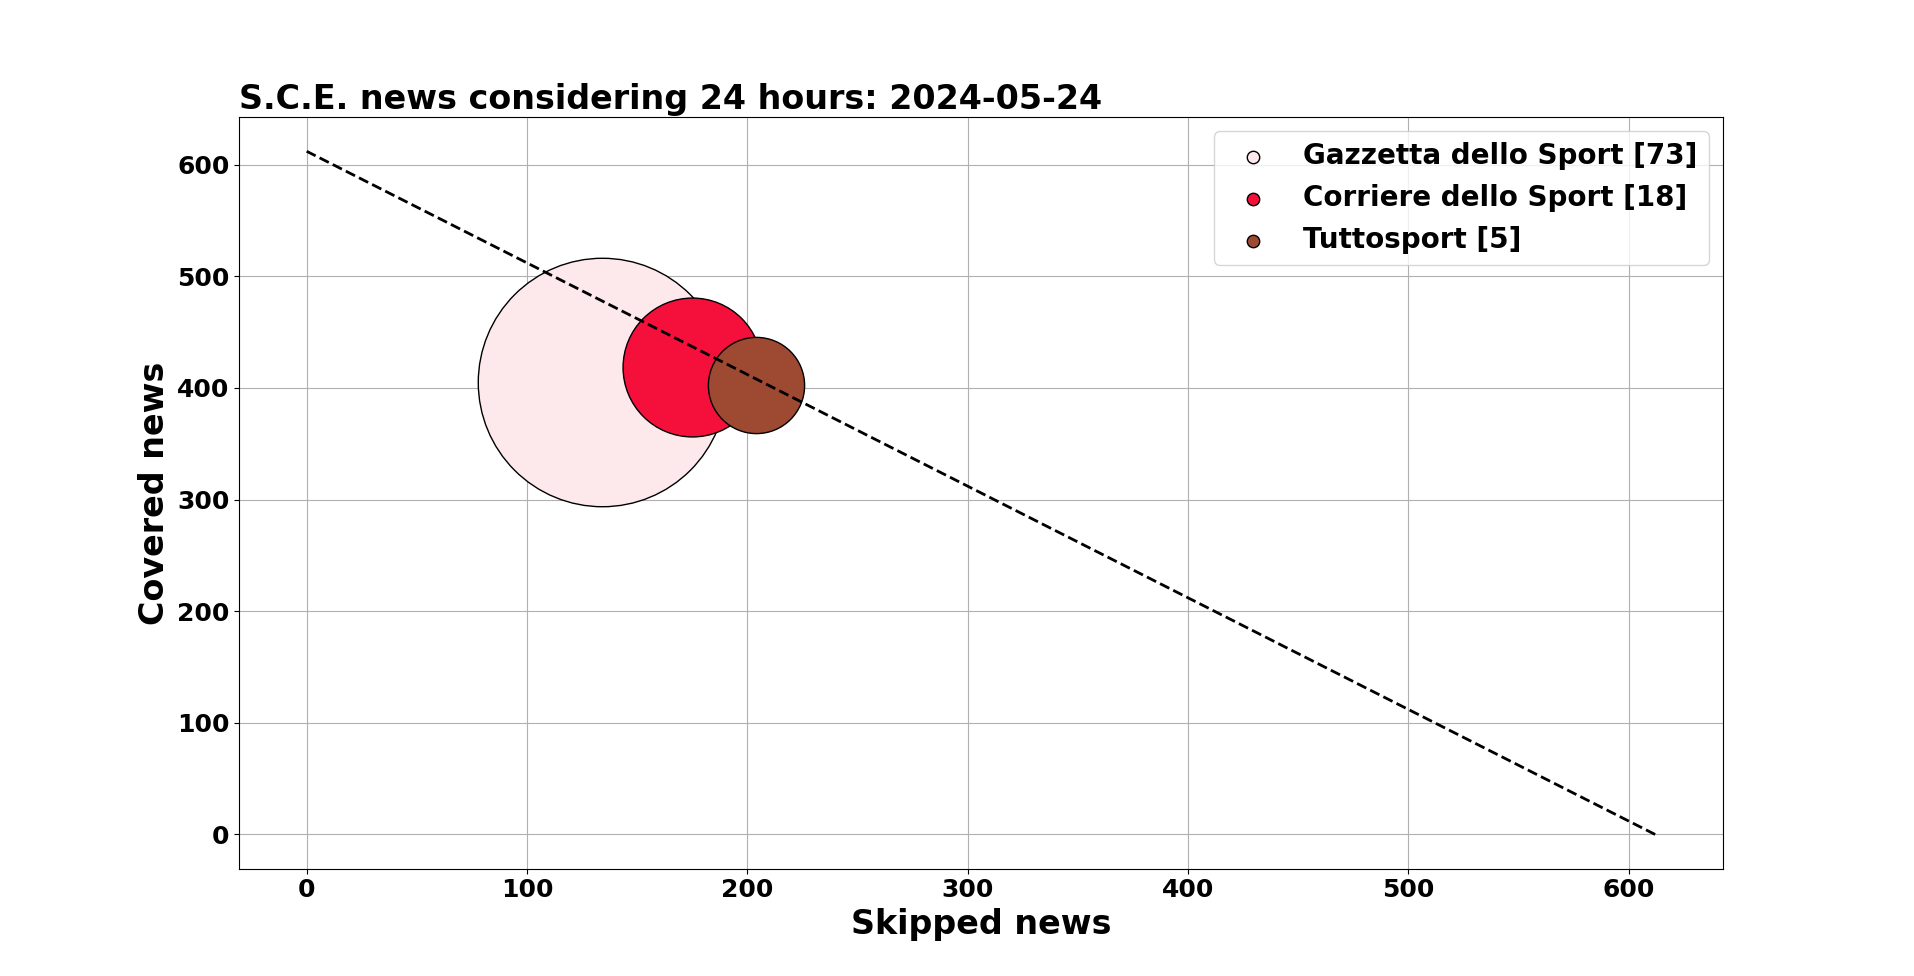 S.C.E. news considering 24 hours: 2024-05-24
Gazzetta dello Sport [73]
Corriere dello Sport [18]
Tuttosport [5]
Covered news
600
500
400
300
200
100
0
0 100 200 300 400 500 600
Skipped news